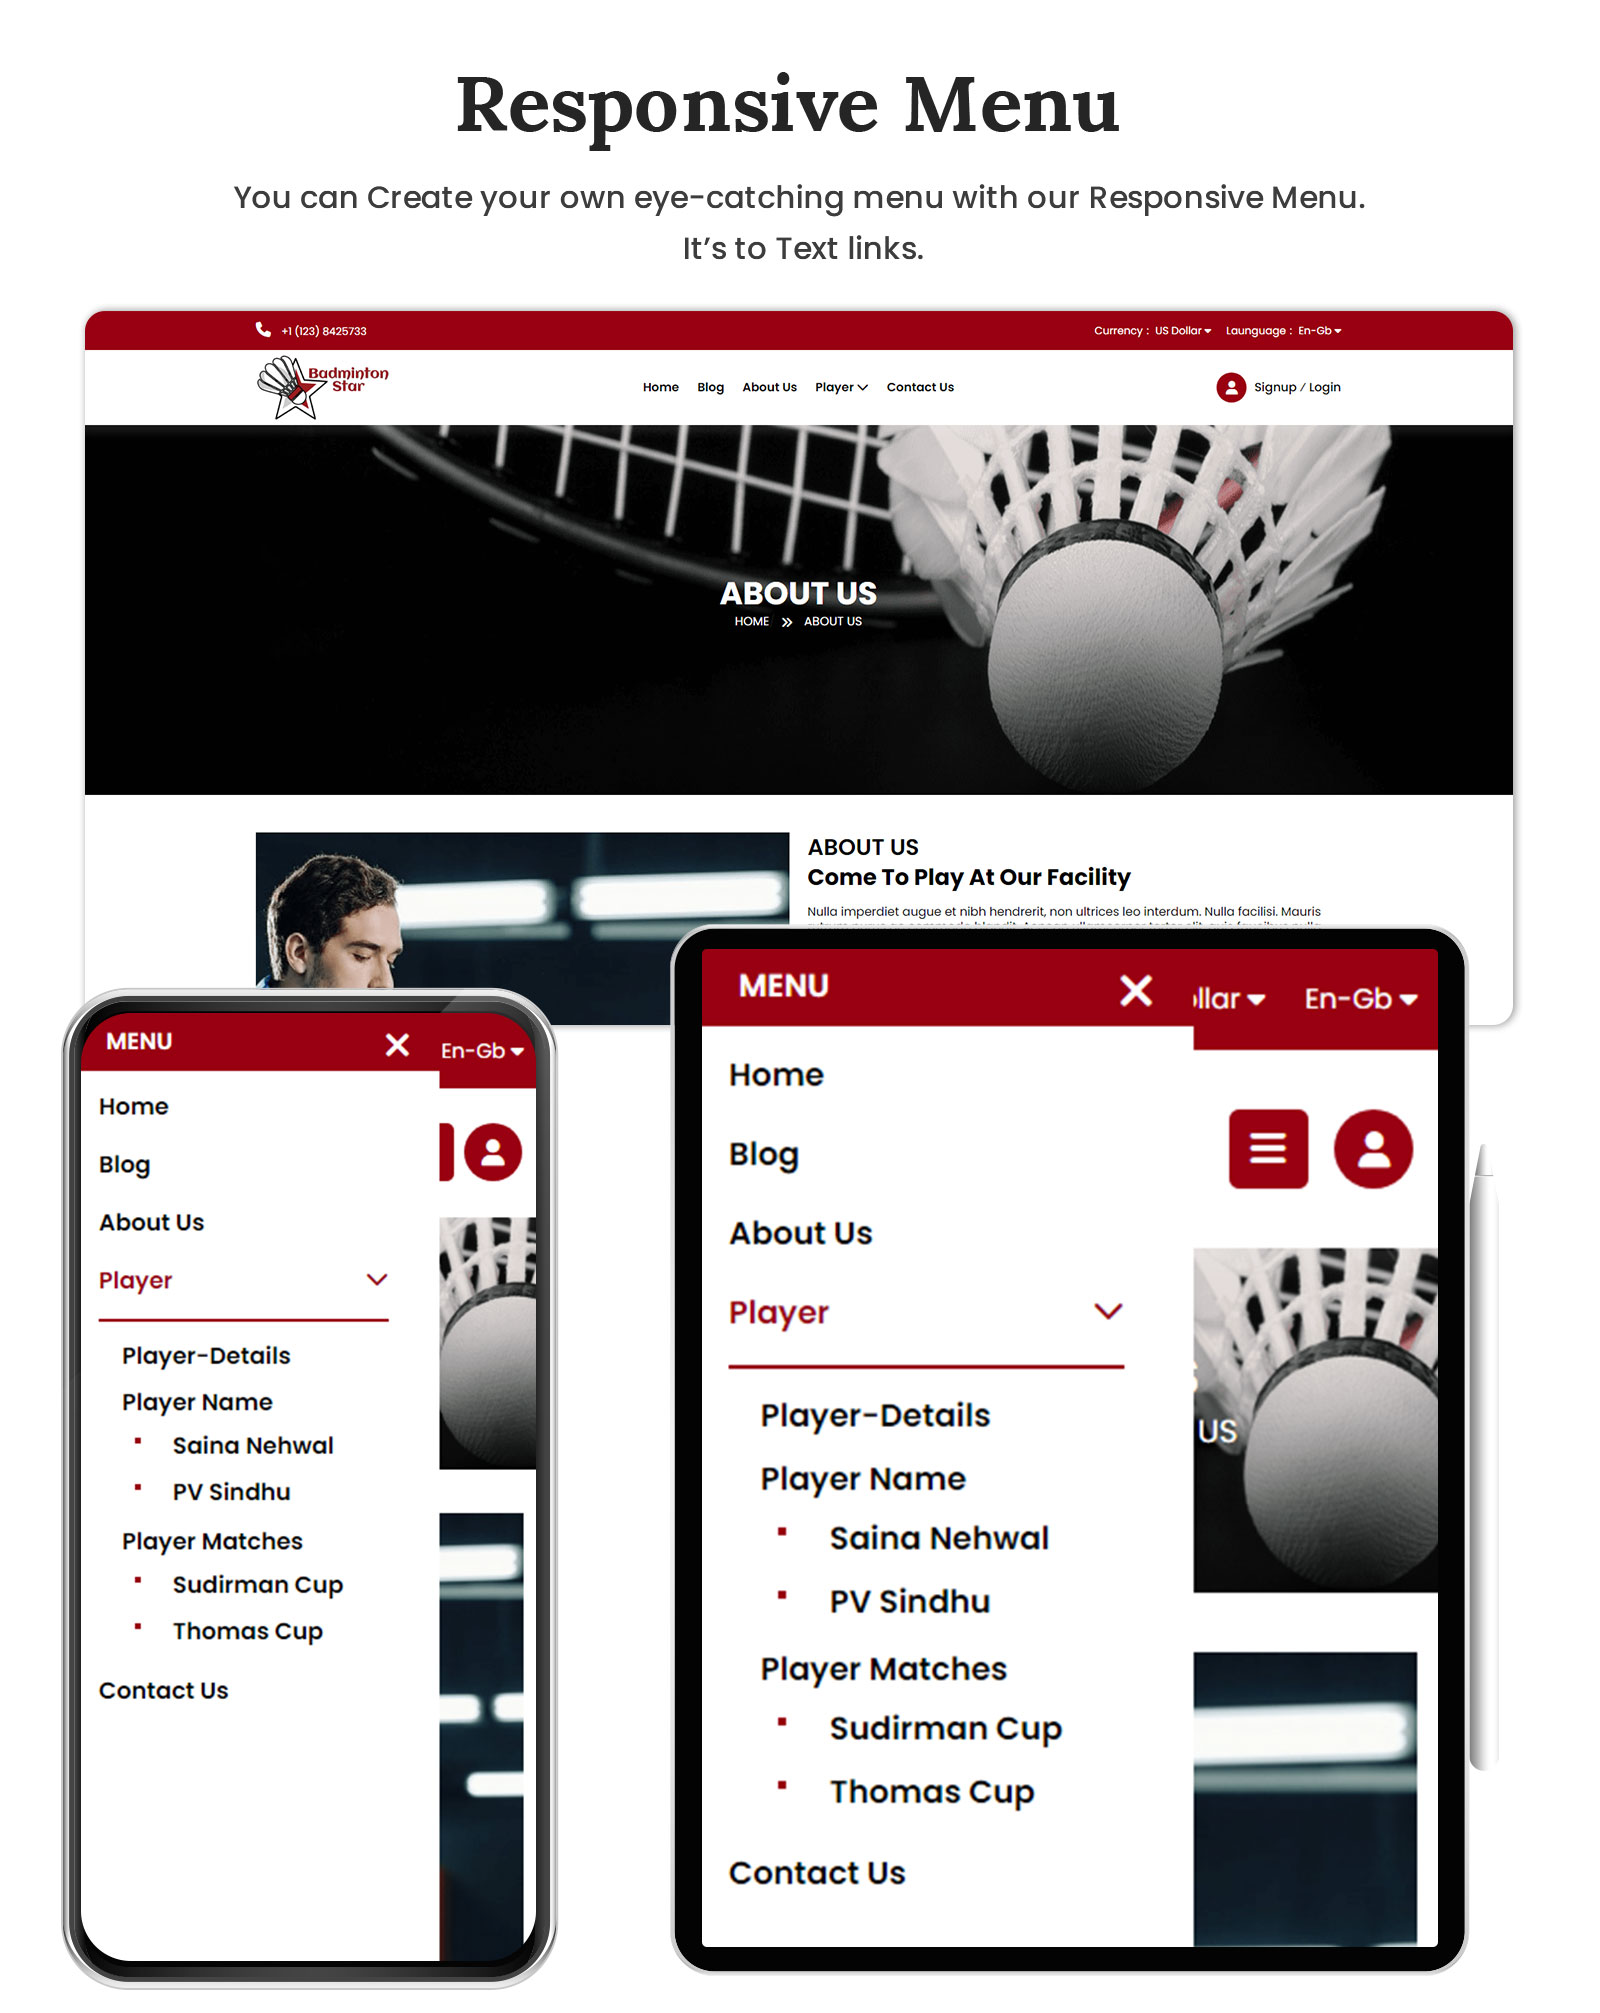 Responsive Menu
You can Create your own eye-catching menu with our Responsive Menu.
It's to Text links.
+1 (123) 8425733
Currency : US Dollar
Launguage : En-Gb
Badminton
Star
Home Blog About Us Player Contact Us
Signup / Login
ABOUT US
HOME ABOUT US
ABOUT US
Come To Play At Our Facility
Nulla imperdiet augue et nibh hendrerit, non ultrices leo interdum. Nulla facilisi. Mauris
MENU
En-Gb
Home
Blog
About Us
Player
Player-Details
Player Name
Saina Nehwal
PV Sindhu
Player Matches
Sudirman Cup
Thomas Cup
Contact Us
MENU
llar En-Gb
Home
Blog
About Us
Player
US
Player-Details
Player Name
Saina Nehwal
PV Sindhu
Player Matches
Sudirman Cup
Thomas Cup
Contact Us